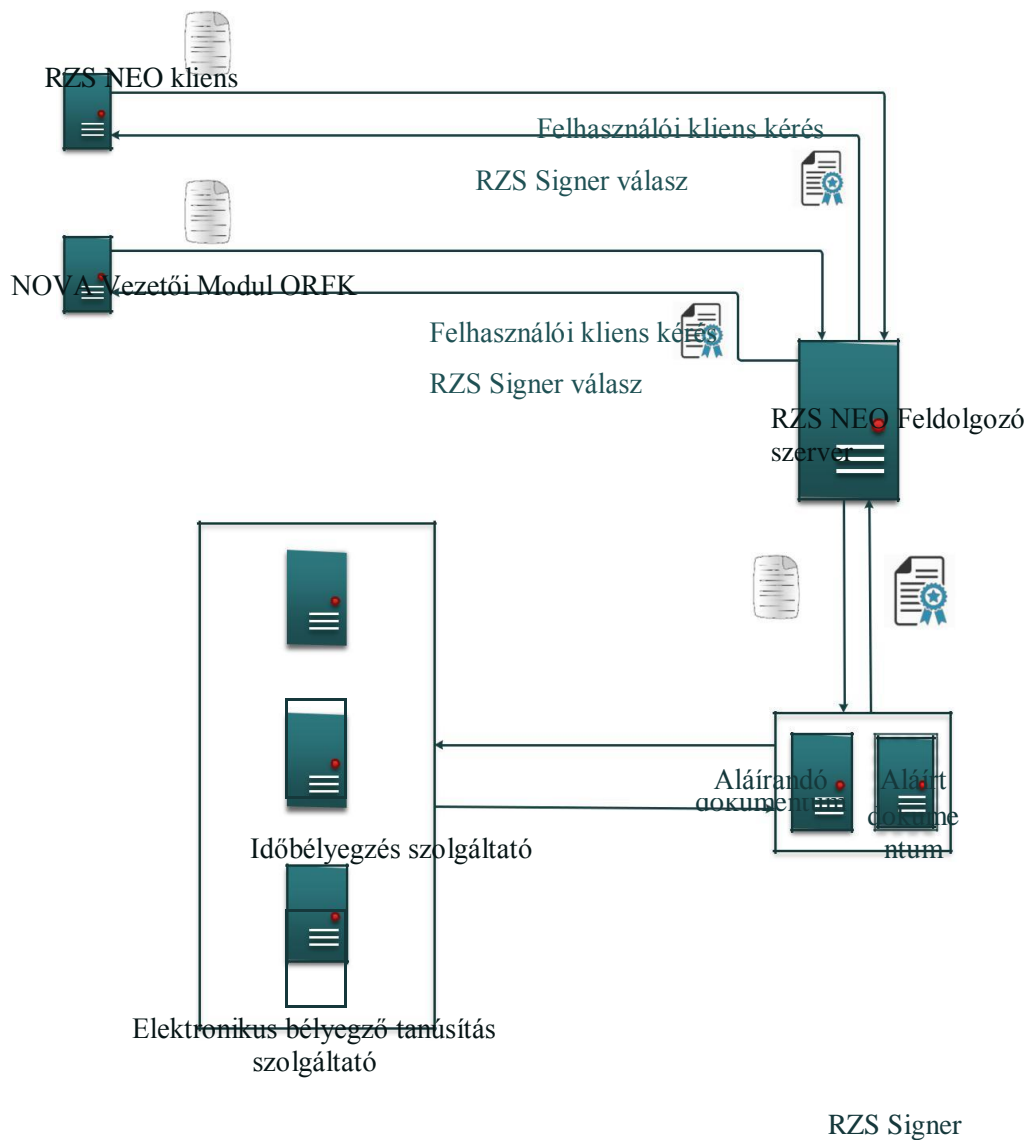 RZS NEO kliens
Felhasználói kliens kérés
RZS Signer válasz
NOVA Vezetői Modul ORFK
Felhasználói kliens kérés
RZS Signer válasz
RZS NEO Feldolgozó
szerver
Aláírandó
dokumentum
Aláírt
dokume
ntum
Időbélyegzés szolgáltató
Elektronikus bélyegző tanúsítás
szolgáltató
RZS Signer